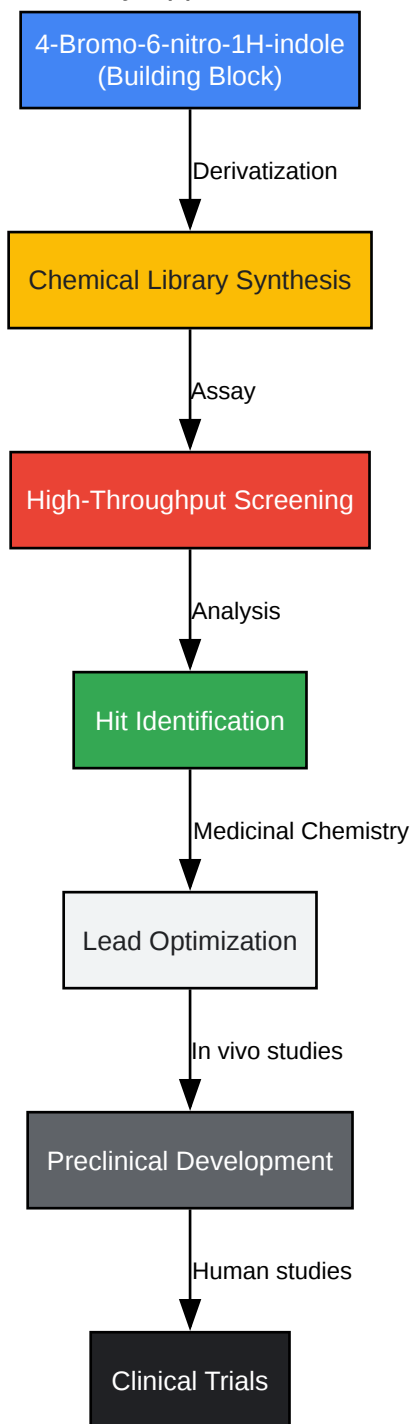 4-Bromo-6-nitro-1H-indole
(Building Block)
Derivatization
Chemical Library Synthesis
Assay
High-Throughput Screening
Analysis
Hit Identification
Medicinal Chemistry
Lead Optimization
In vivo studies
Preclinical Development
Human studies
Clinical Trials